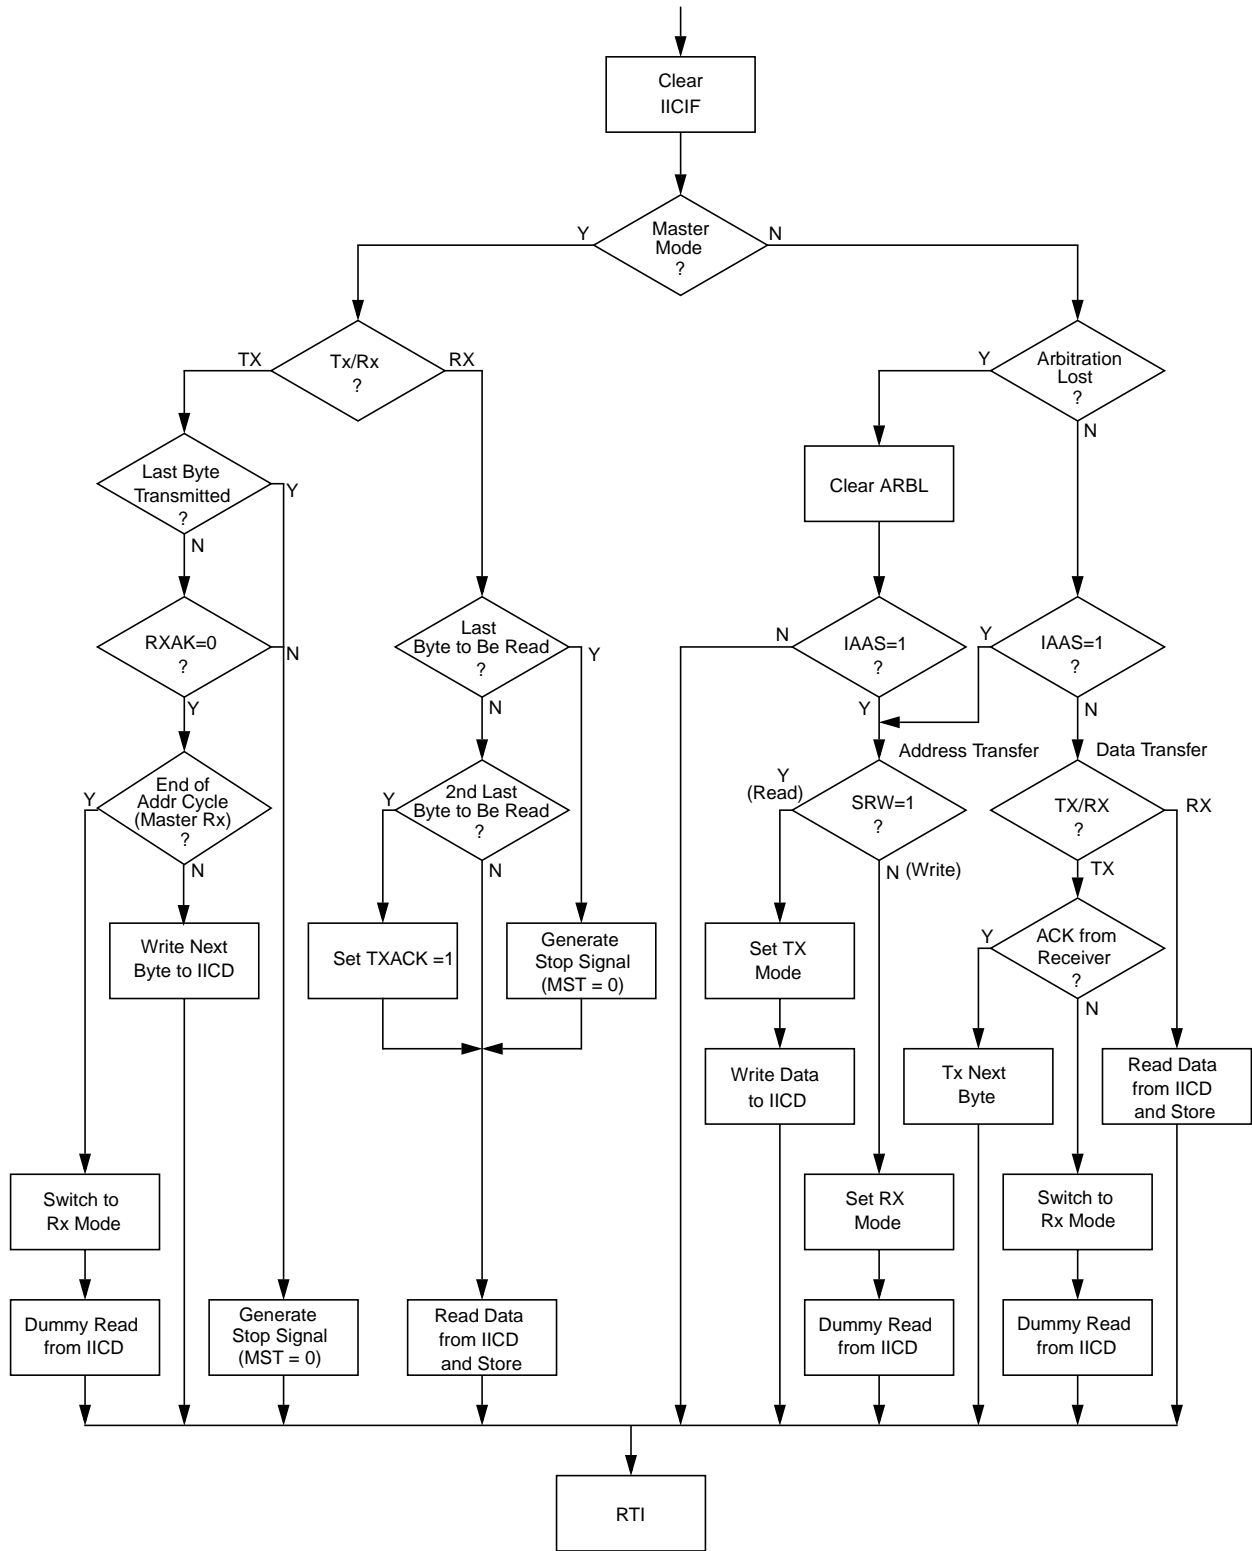 Clear
IICIF
Master
Mode
?
Y
N
Tx/Rx
?
TX
RX
Arbitration
Lost
?
Y
N
Last Byte
Transmitted
?
Y
N
Clear ARBL
RXAK=0
?
N
Y
Last
Byte to Be Read
?
Y
N
IAAS=1
?
N
Y
IAAS=1
?
Y
N
Address Transfer
Data Transfer
End of
Addr Cycle
(Master Rx)
?
Y
N
2nd Last
Byte to Be Read
?
Y
N
Y
(Read)
SRW=1
?
N (Write)
TX/RX
?
RX
TX
Write Next
Byte to IICD
Set TXACK =1
Generate
Stop Signal
(MST = 0)
Set TX
Mode
ACK from
Receiver
?
Y
N
Write Data
to IICD
Tx Next
Byte
Read Data
from IICD
and Store
Switch to
Rx Mode
Set RX
Mode
Switch to
Rx Mode
Dummy Read
from IICD
Generate
Stop Signal
(MST = 0)
Read Data
from IICD
and Store
Dummy Read
from IICD
Dummy Read
from IICD
RTI